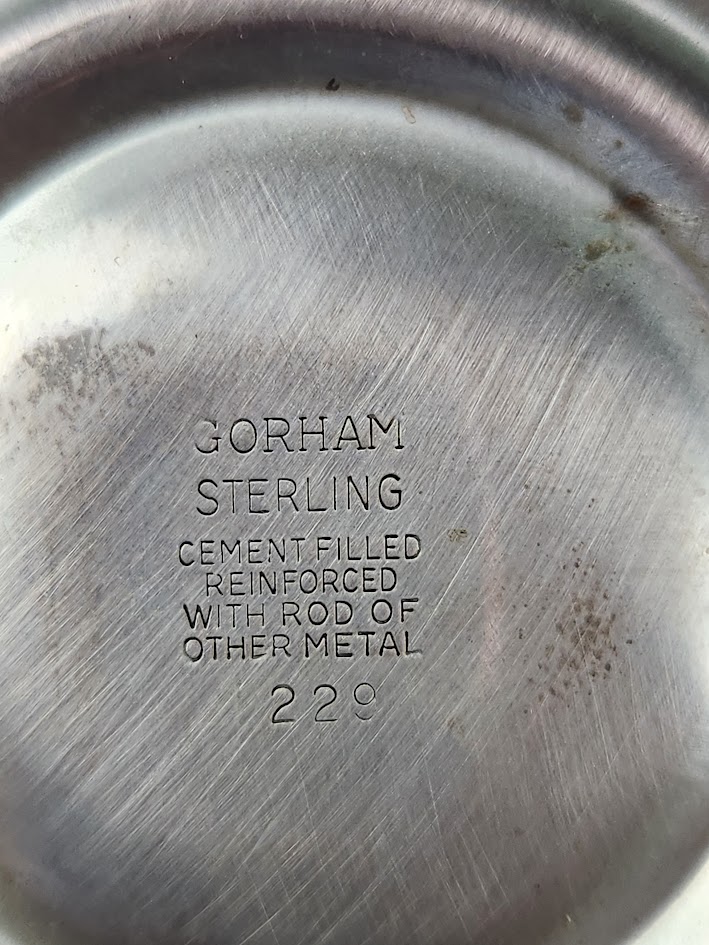 GORHAM
STERLING
CEMENT FILLED
REINFORCED
WITH ROD OF
OTHER METAL
229